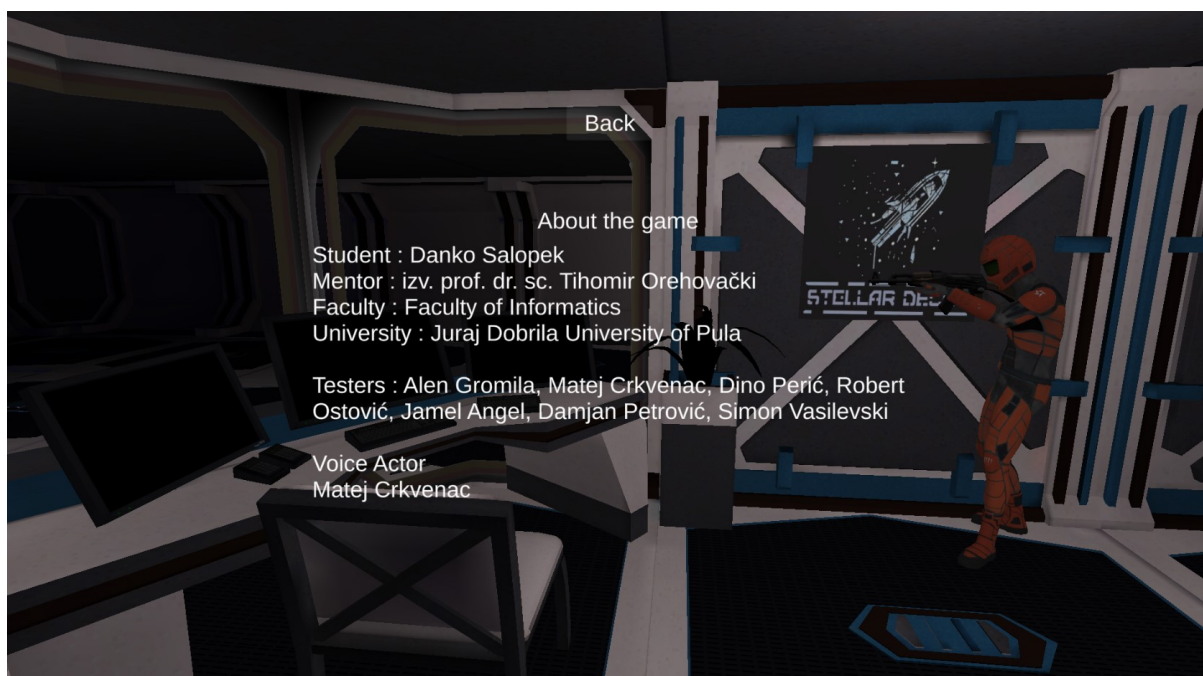 Back
About the game
Student : Danko Salopek
Mentor : izv. prof. dr. sc. Tihomir Orehovački
Faculty : Faculty of Informatics
University : Juraj Dobrila University of Pula
Testers : Alen Gromila, Matej Crkvenac, Dino Perić, Robert
Ostović, Jamel Angel, Damjan Petrović, Simon Vasilevski
Voice Actor
Matej Crkvenac
STELLAR